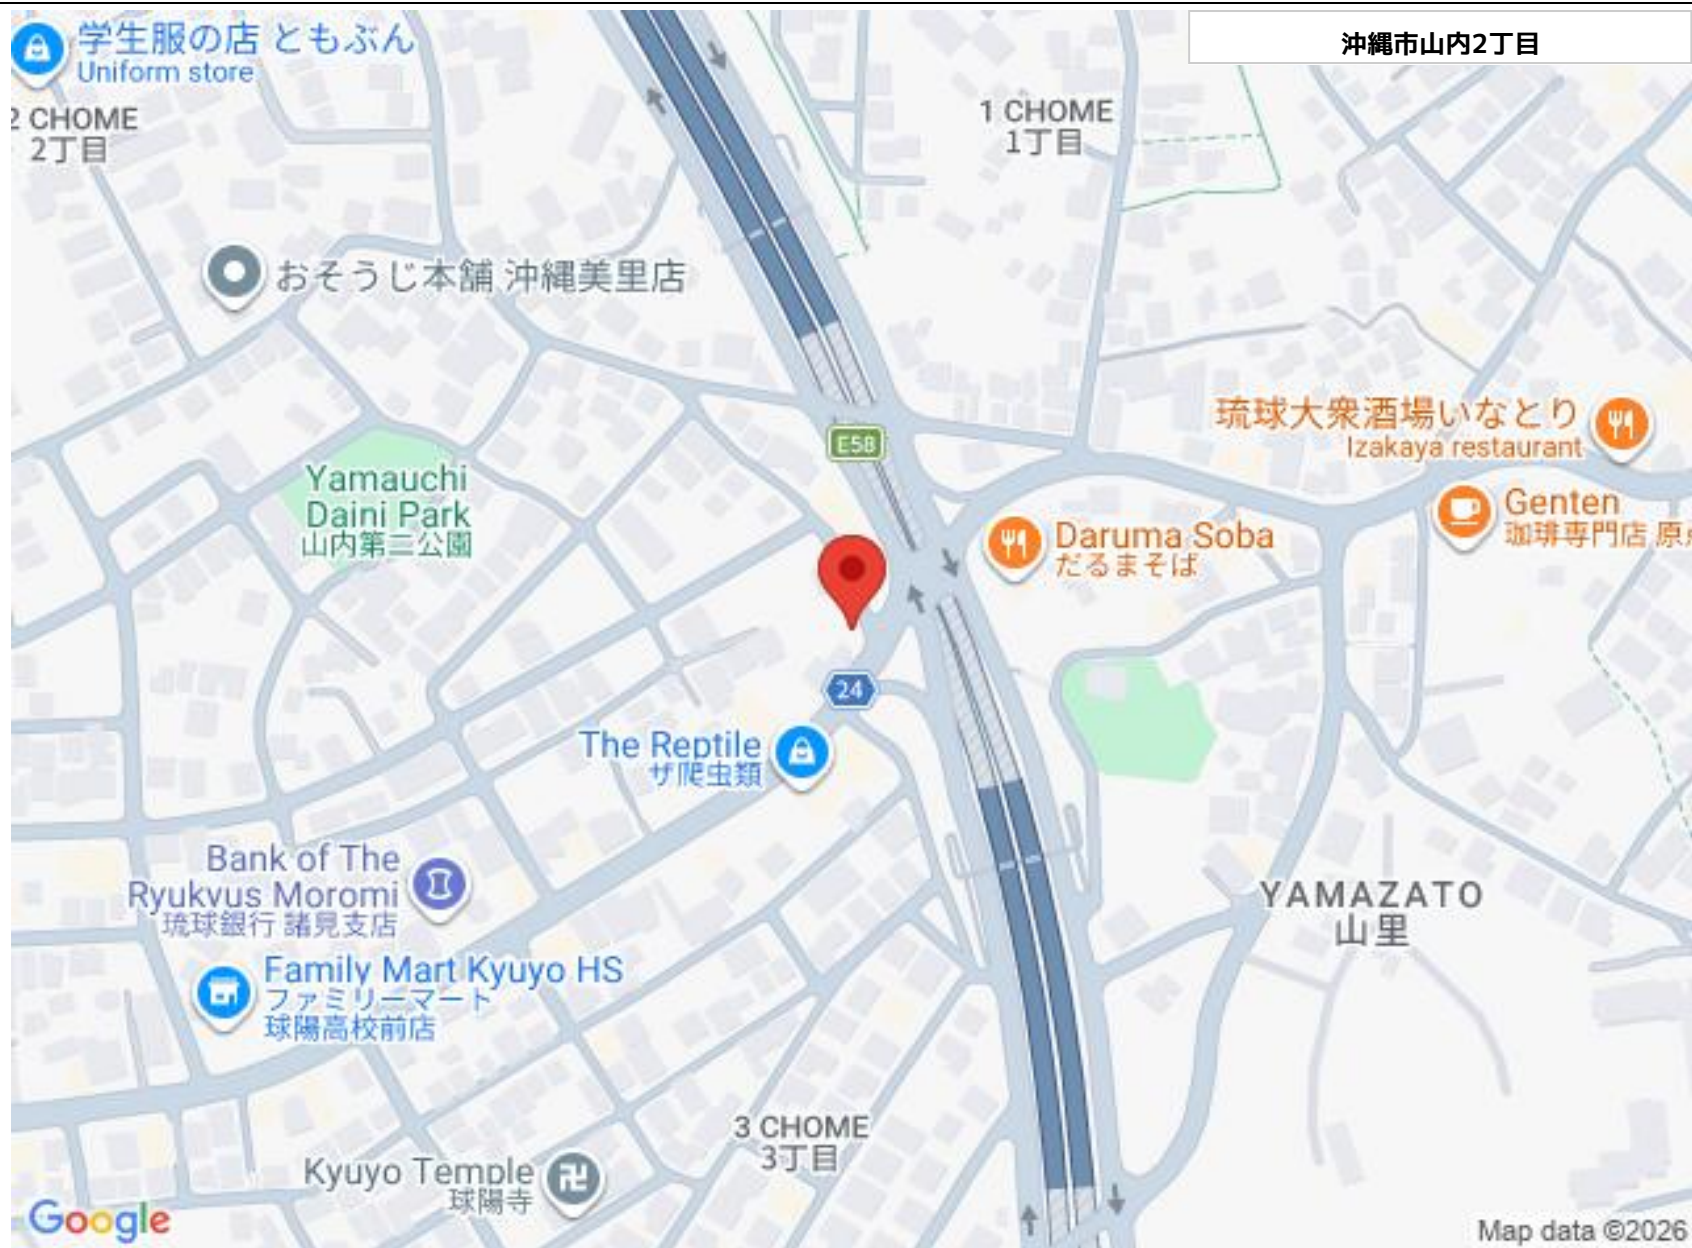 沖縄市山内2丁目
学生服の店 ともぶん
Uniform store
2 CHOME
2丁目
1 CHOME
1丁目
おそうじ本舗 沖縄美里店
琉球大衆酒場いなとり
Izakaya restaurant
E58
Yamauchi
Daini Park
山内第二公園
Genten
珈琲専門店 原
Daruma Soba
だるまそば
24
The Reptile
ザ爬虫類
Bank of The
Ryukyus Moromi
琉球銀行 諸見支店
YAMAZATO
山里
Family Mart Kyuyo HS
ファミリーマート
球陽高校前店
3 CHOME
3丁目
Kyuyo Temple
球陽寺
Google
Map data ©2026